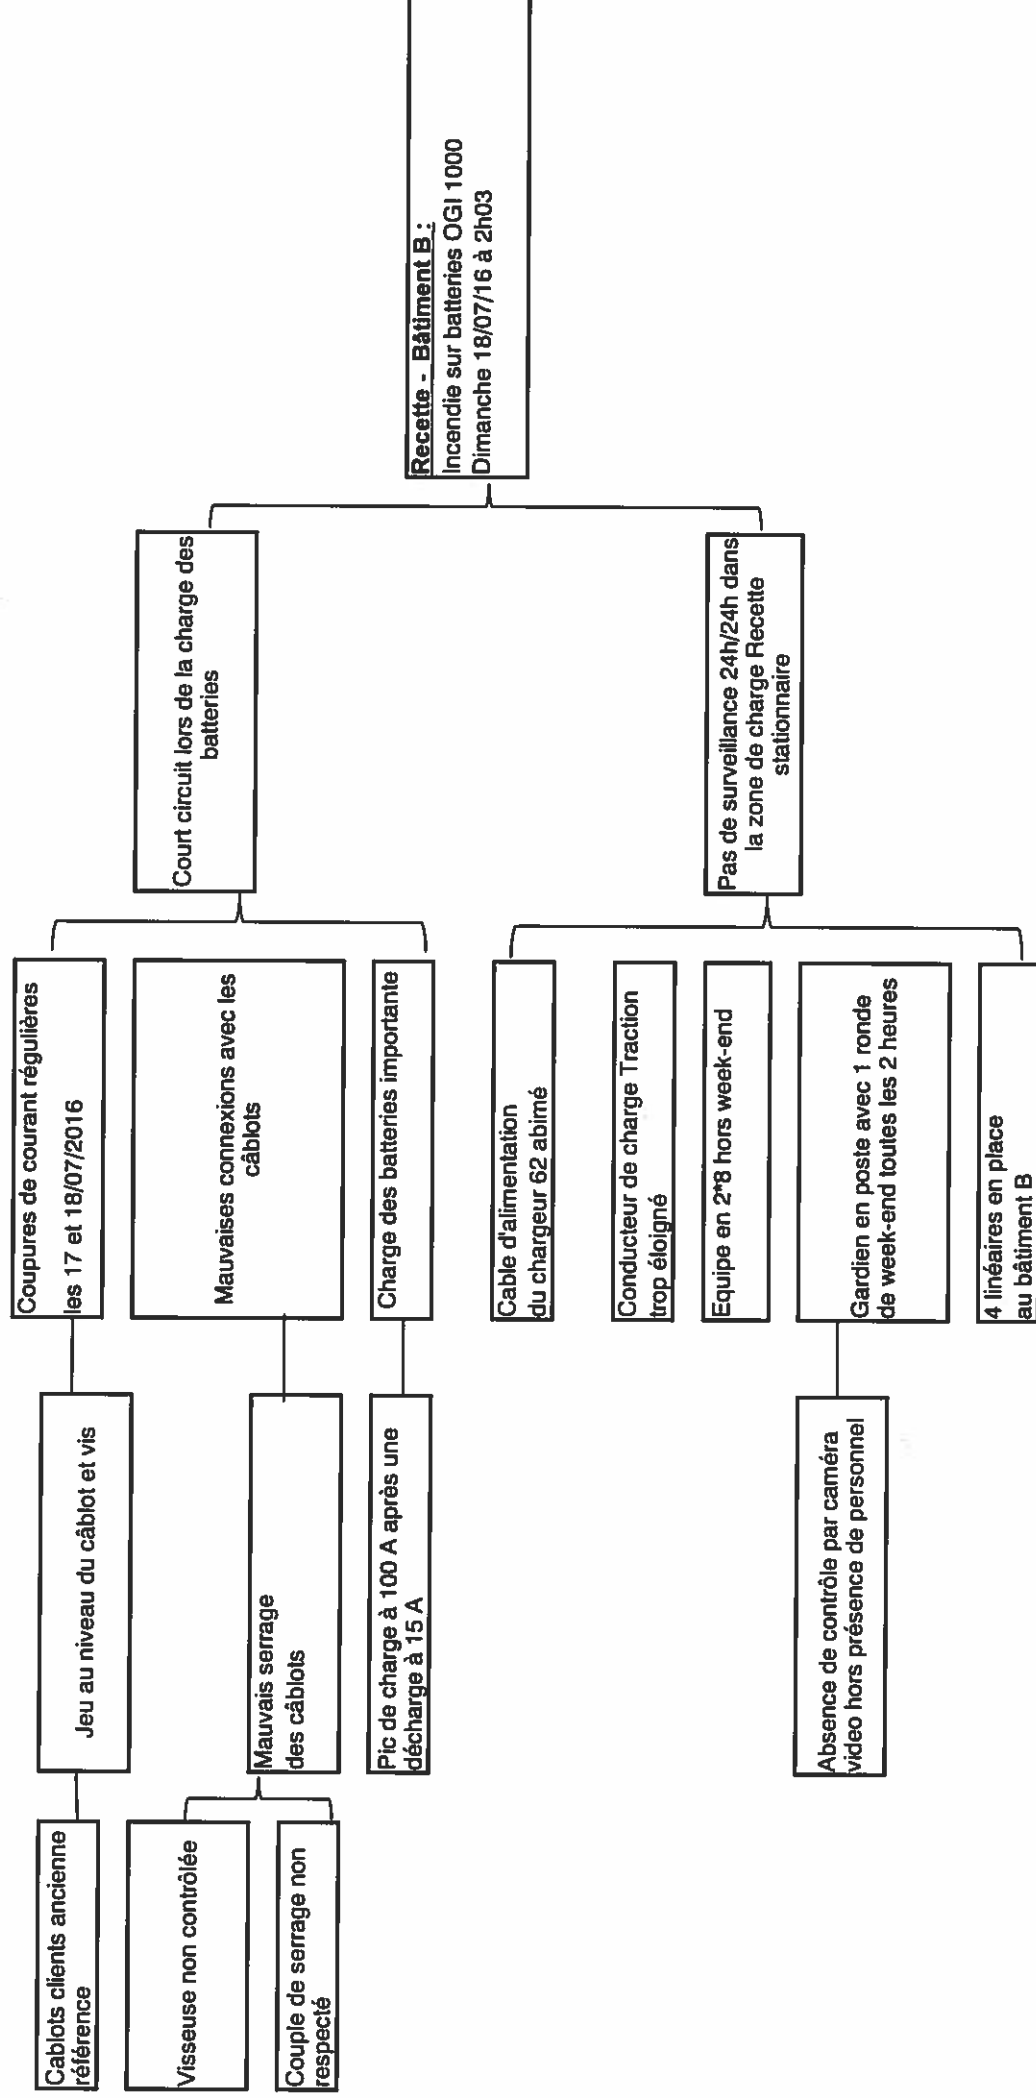 Cablots clients ancienne
référence
Visseuse non contrôlée
Couple de serrage non
respecté
Jeu au niveau du câblot et vis
Mauvais serrage
des câblots
Pic de charge à 100 A après une
décharge à 15 A
Absence de contrôle par caméra
video hors présence de personnel
Coupures de courant régulières
les 17 et 18/07/2016
Mauvaises connexions avec les
câblots
Charge des batteries importante
Cable d'alimentation
du chargeur 62 abimé
Conducteur de charge Traction
trop éloigné
Equipe en 2*8 hors week-end
Gardien en poste avec 1 ronde
de week-end toutes les 2 heures
4 linéaires en place
au bâtiment B
Court circuit lors de la charge des
batteries
Pas de surveillance 24h/24h dans
la zone de charge Recette
stationnaire
Recette - Bâtiment B :
Incendie sur batteries OGI 1000
Dimanche 18/07/16 à 2h03